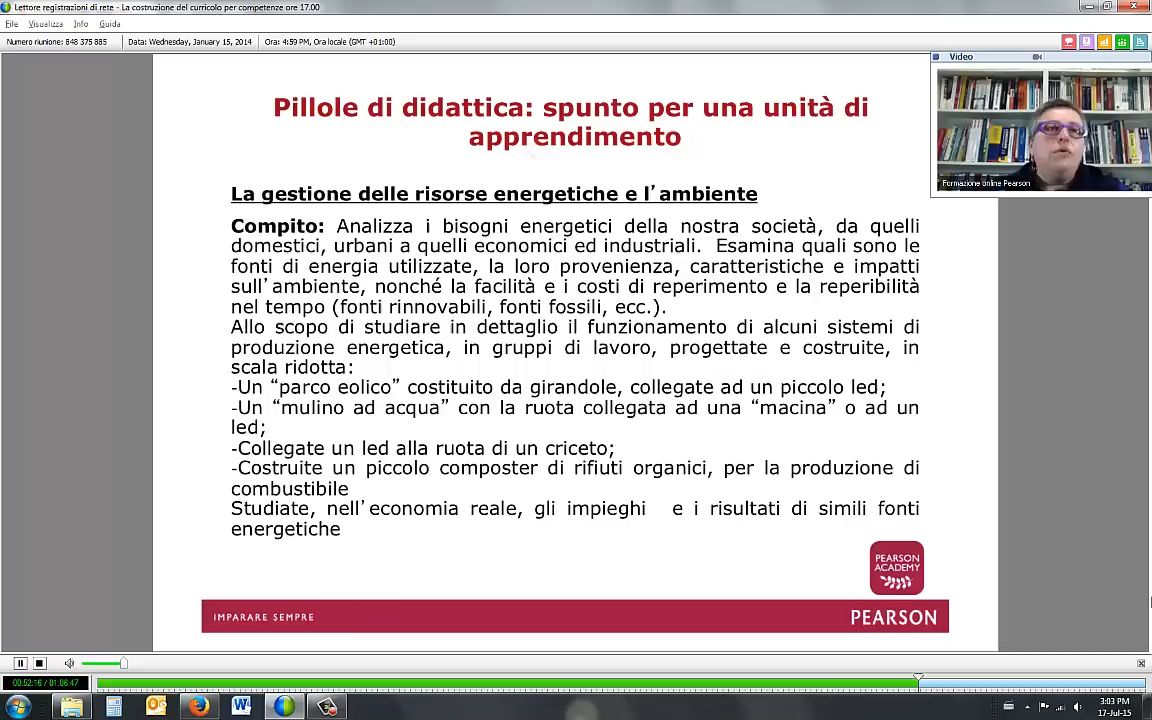 Lettore registrazioni di rete - La costruzione del curricolo per competenze ore 17.00
File Visualizza Info Guida
Numero riunione: 848 375 885 Data: Wednesday, January 15, 2014 Ora: 4:59 PM, Ora locale (GMT +01:00)
Video
Formazione online Pearson
Pillole di didattica: spunto per una unità di
apprendimento
La gestione delle risorse energetiche e l’ambiente
Compito: Analizza i bisogni energetici della nostra società, da quelli
domestici, urbani a quelli economici ed industriali. Esamina quali sono le
fonti di energia utilizzate, la loro provenienza, caratteristiche e impatti
sull’ambiente, nonché la facilità e i costi di reperimento e la reperibilità
nel tempo (fonti rinnovabili, fonti fossili, ecc.).
Allo scopo di studiare in dettaglio il funzionamento di alcuni sistemi di
produzione energetica, in gruppi di lavoro, progettate e costruite, in
scala ridotta:
-Un “parco eolico” costituito da girandole, collegate ad un piccolo led;
-Un “mulino ad acqua” con la ruota collegata ad una “macina” o ad un
led;
-Collegate un led alla ruota di un criceto;
-Costruite un piccolo composter di rifiuti organici, per la produzione di
combustibile
Studiate, nell’economia reale, gli impieghi e i risultati di simili fonti
energetiche
PEARSON
ACADEMY
IMPARARE SEMPRE
PEARSON
00:52:16 / 01:06:47
3:03 PM
17-Jul-15